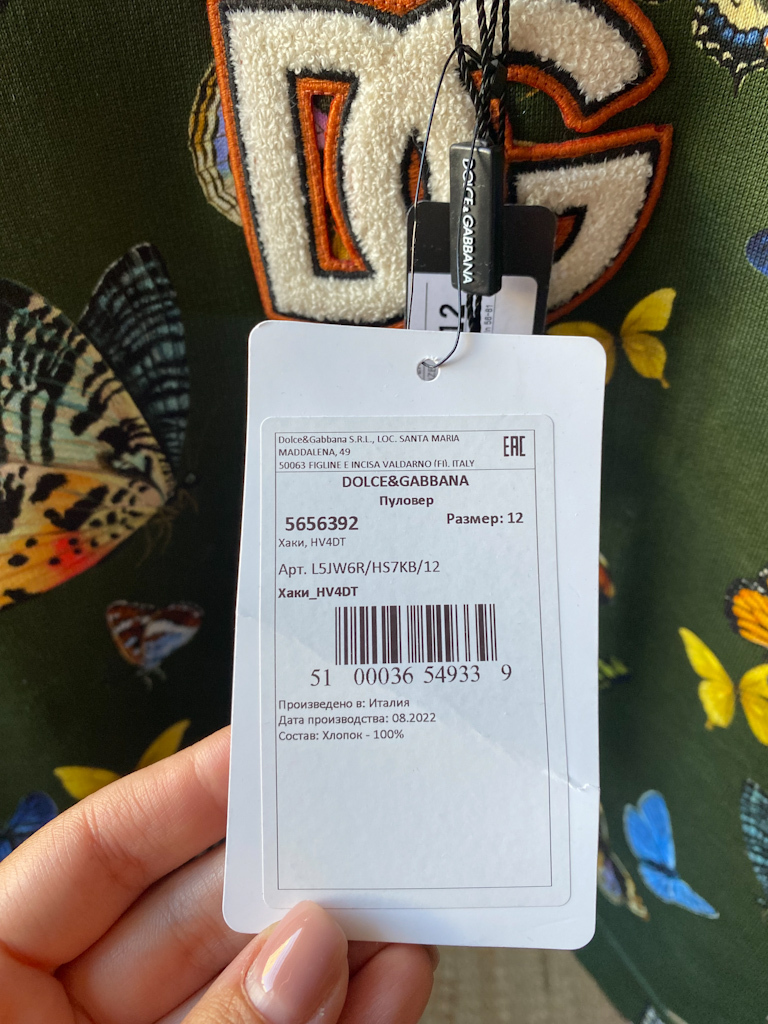 DG
DOLCE&GABBANA
12
Dolce&Gabbana S.R.L., LOC. SANTA MARIA
MADDALENA, 49
50063 FIGLINE E INCISA VALDARNO (FI), ITALY
EAC
DOLCE&GABBANA
Пуловер
5656392
Размер: 12
Хаки, HV4DT
Арт. L5JW6R/HS7KB/12
Хаки_HV4DT
51 00036 54933 9
Произведено в: Италия
Дата производства: 08.2022
Состав: Хлопок - 100%